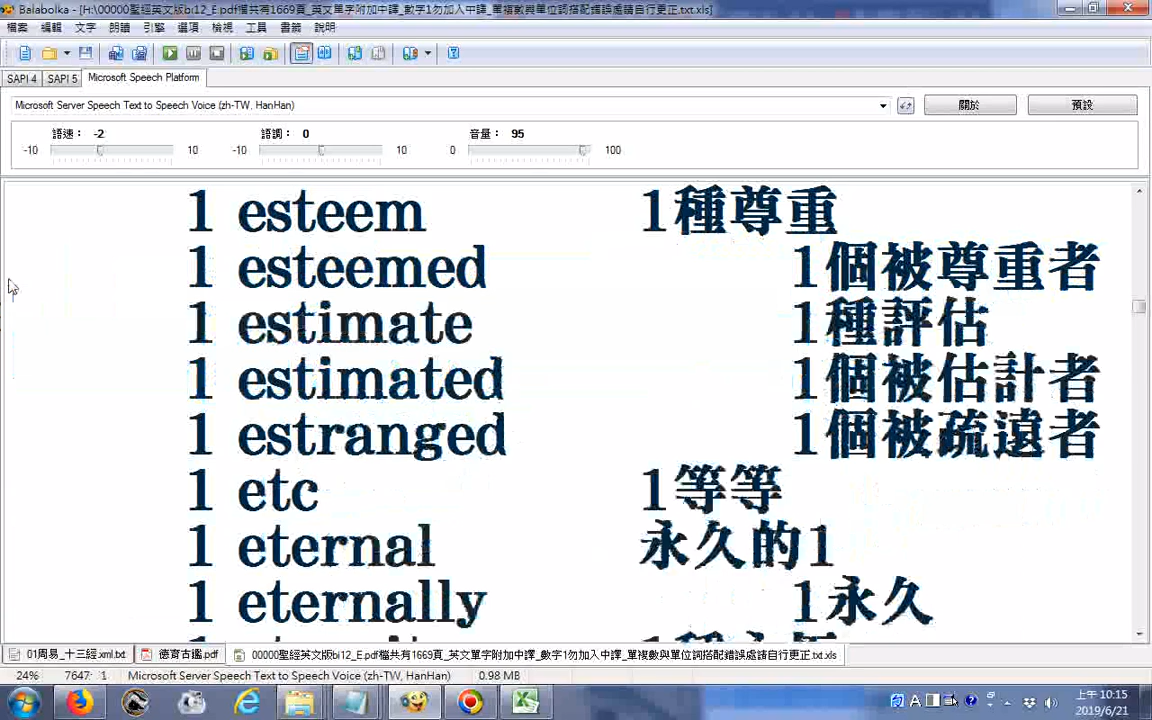 Balabolka - [H:\00000聖經英文版bi12_E.pdf檔共有1669頁_英文單字附加中譯_數字1勿加入中譯_單複數與單位詞搭配錯誤處請自行更正.txt.xls]
檔案 編輯 文字 朗讀 引擎 選項 檢視 工具 書籤 說明
SAPI 4 SAPI 5 Microsoft Speech Platform
Microsoft Server Speech Text to Speech Voice (zh-TW, HanHan) 關於 預設
語速： -2 語調： 0 音量： 95
-10 10 -10 10 0 100
1 esteem 1種尊重
1 esteemed 1個被尊重者
1 estimate 1種評估
1 estimated 1個被估計者
1 estranged 1個被疏遠者
1 etc 1等等
1 eternal 永久的1
1 eternally 1永久
01周易_十三經.xml.txt 德育古鑑.pdf 00000聖經英文版bi12_E.pdf檔共有1669頁_英文單字附加中譯_數字1勿加入中譯_單複數與單位詞搭配錯誤處請自行更正.txt.xls
24% 7647: 1 Microsoft Server Speech Text to Speech Voice (zh-TW, HanHan) 0.98 MB
上午 10:15
2019/6/21